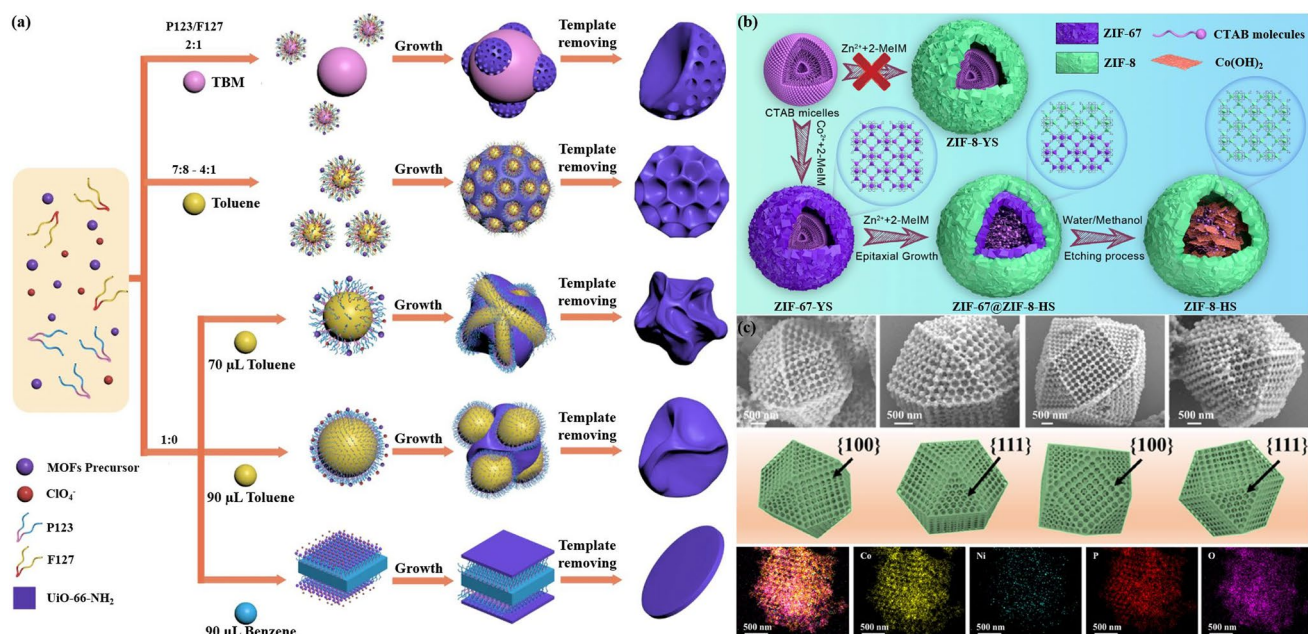 (a)
P123/F127
2:1
TBM
Growth
Template
removing
7:8 - 4:1
Toluene
Growth
Template
removing
70 μL Toluene
Growth
Template
removing
1:0
90 μL Toluene
Growth
Template
removing
90 μL Benzene
Growth
Template
removing
MOFs Precursor
ClO₄⁻
P123
F127
UiO-66-NH₂
(b)
ZIF-67
CTAB molecules
ZIF-8
Co(OH)₂
Zn²⁺+2-MeIM
CTAB micelles
ZIF-8-YS
Co²⁺+2-MeIM
Zn²⁺+2-MeIM
Epitaxial Growth
Water/Methanol
Etching process
ZIF-67-YS
ZIF-67@ZIF-8-HS
ZIF-8-HS
(c)
500 nm
500 nm
500 nm
500 nm
{100}
{111}
{100}
{111}
Co
Ni
P
O
500 nm
500 nm
500 nm
500 nm
500 nm